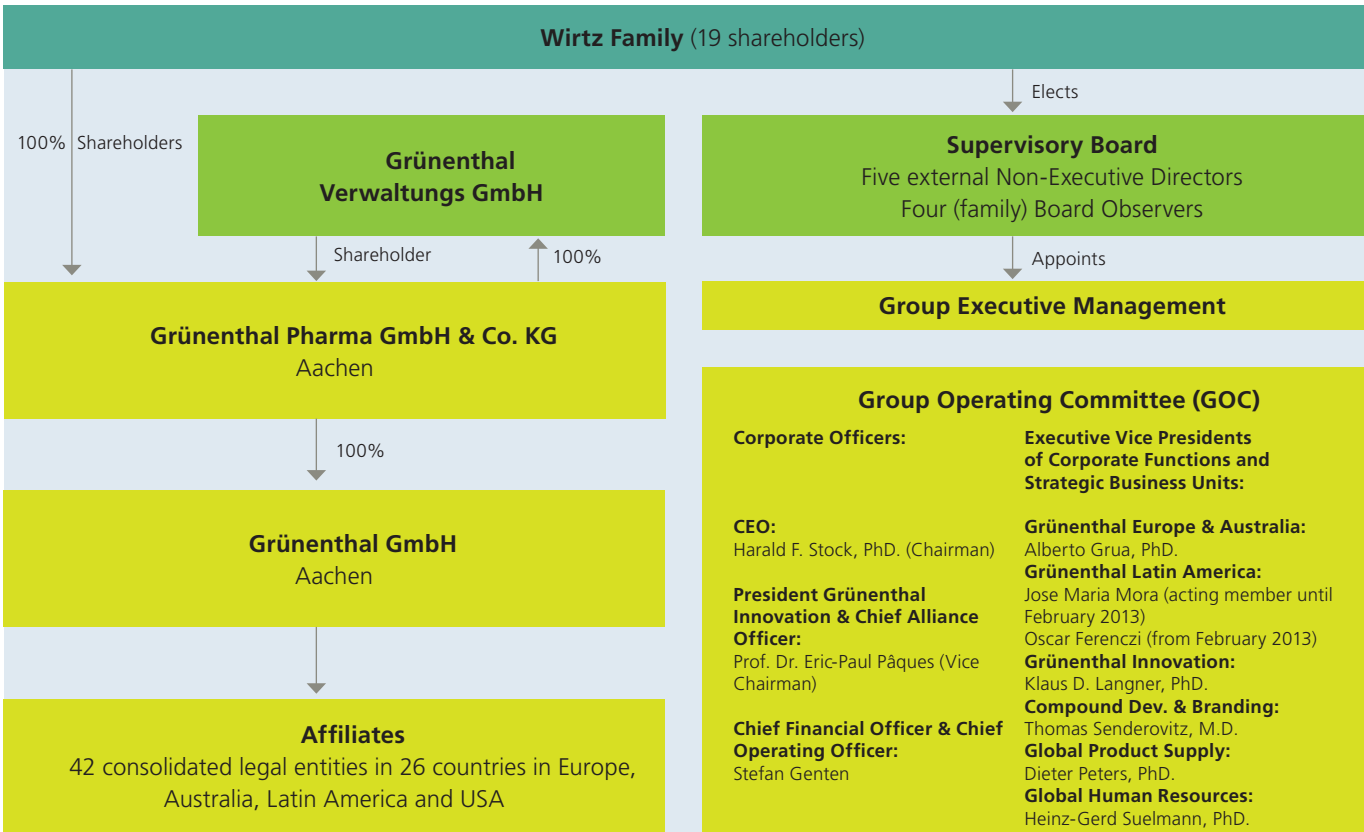 Wirtz Family (19 shareholders)
100% Shareholders
Grünenthal
Verwaltungs GmbH
Shareholder
100%
Grünenthal Pharma GmbH & Co. KG
Aachen
100%
Grünenthal GmbH
Aachen
Affiliates
42 consolidated legal entities in 26 countries in Europe,
Australia, Latin America and USA
Elects
Supervisory Board
Five external Non-Executive Directors
Four (family) Board Observers
Appoints
Group Executive Management
Group Operating Committee (GOC)
Corporate Officers:
CEO:
Harald F. Stock, PhD. (Chairman)
President Grünenthal
Innovation & Chief Alliance
Officer:
Prof. Dr. Eric-Paul Pâques (Vice
Chairman)
Chief Financial Officer & Chief
Operating Officer:
Stefan Genten
Executive Vice Presidents
of Corporate Functions and
Strategic Business Units:
Grünenthal Europe & Australia:
Alberto Grua, PhD.
Grünenthal Latin America:
Jose Maria Mora (acting member until
February 2013)
Oscar Ferenczi (from February 2013)
Grünenthal Innovation:
Klaus D. Langner, PhD.
Compound Dev. & Branding:
Thomas Senderovitz, M.D.
Global Product Supply:
Dieter Peters, PhD.
Global Human Resources:
Heinz-Gerd Suelmann, PhD.